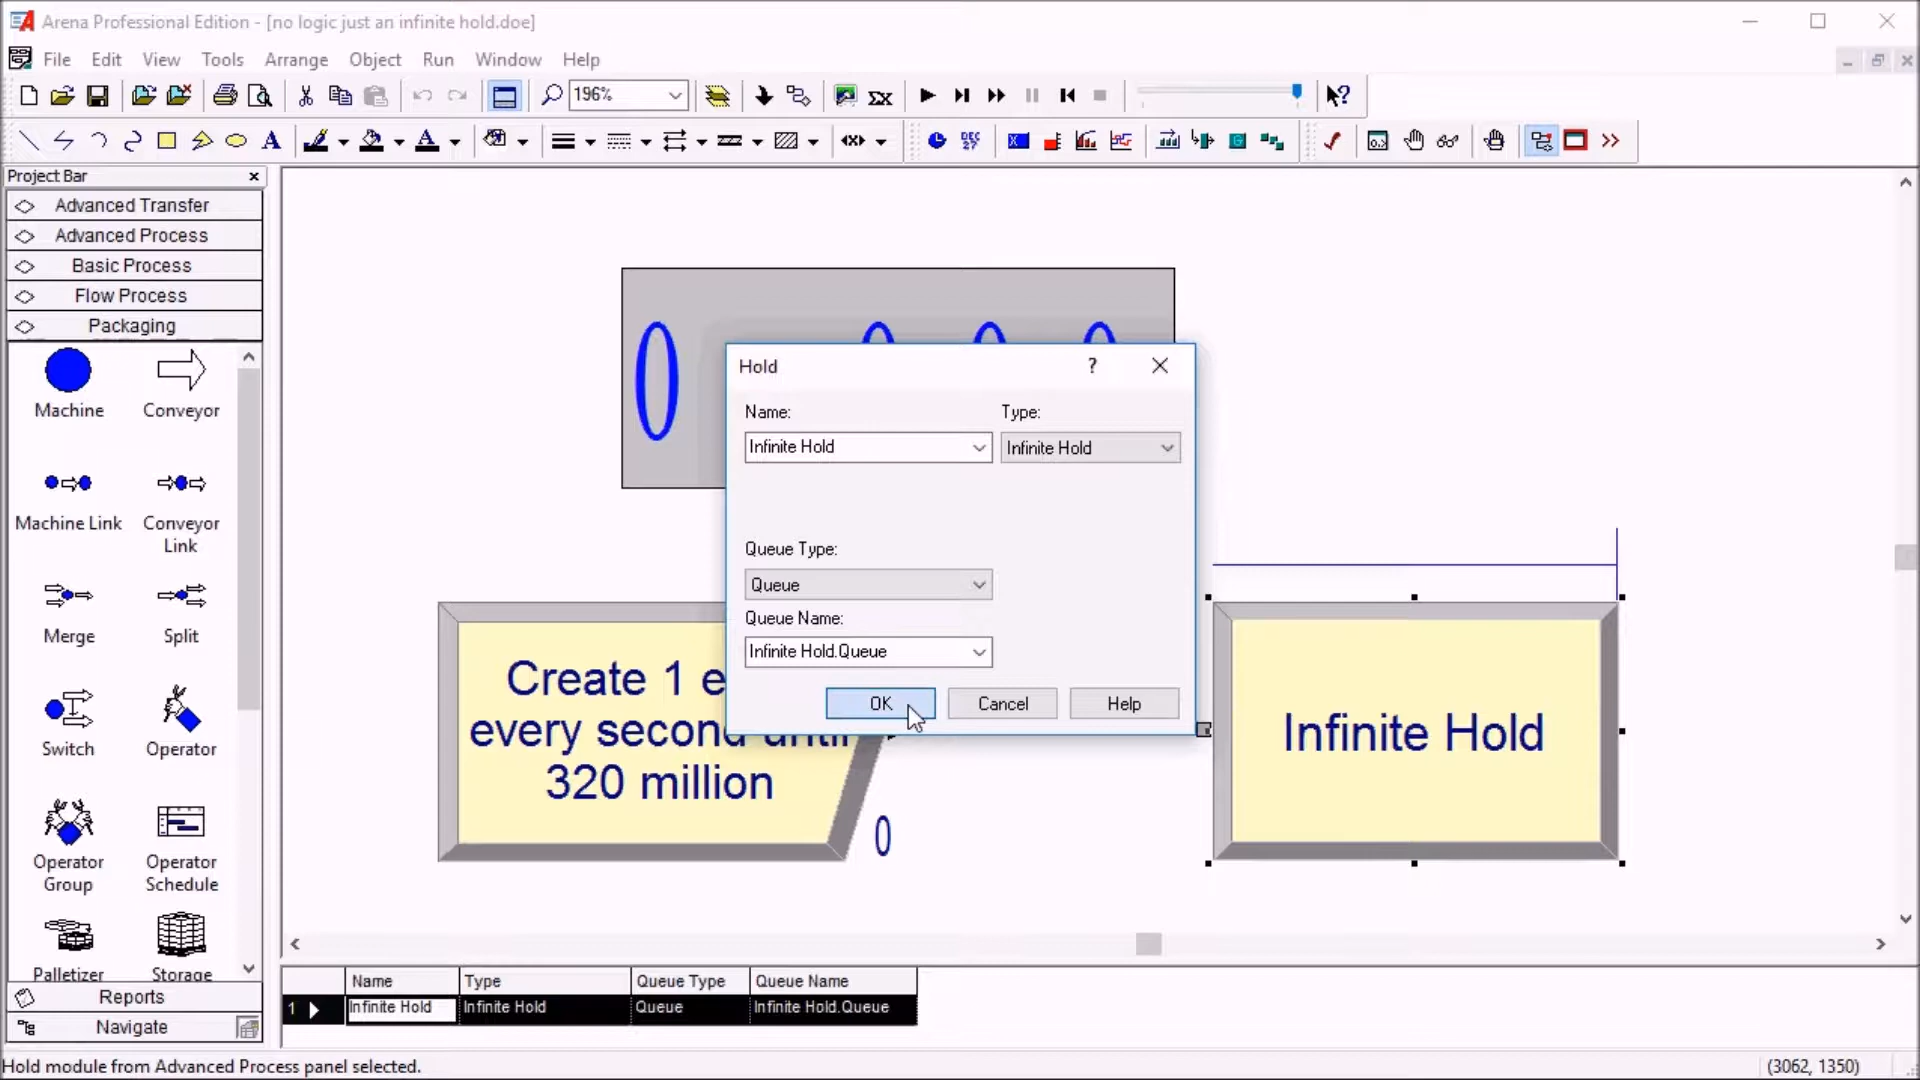 Arena Professional Edition - [no logic just an infinite hold.doe]
File Edit View Tools Arrange Object Run Window Help
196%
Project Bar
Advanced Transfer
Advanced Process
Basic Process
Flow Process
Packaging
Machine Conveyor
Machine Link Conveyor Link
Merge Split
Switch Operator
Operator Group Operator Schedule
Palletizer Storage
Reports
Navigate
0 0 0 0
Hold
Name: Type:
Infinite Hold Infinite Hold
Queue Type:
Queue
Queue Name:
Infinite Hold.Queue
OK Cancel Help
Create 1 e
every second until
320 million
0
Infinite Hold
Name Type Queue Type Queue Name
1 Infinite Hold Infinite Hold Queue Infinite Hold.Queue
Hold module from Advanced Process panel selected.
(3062, 1350)